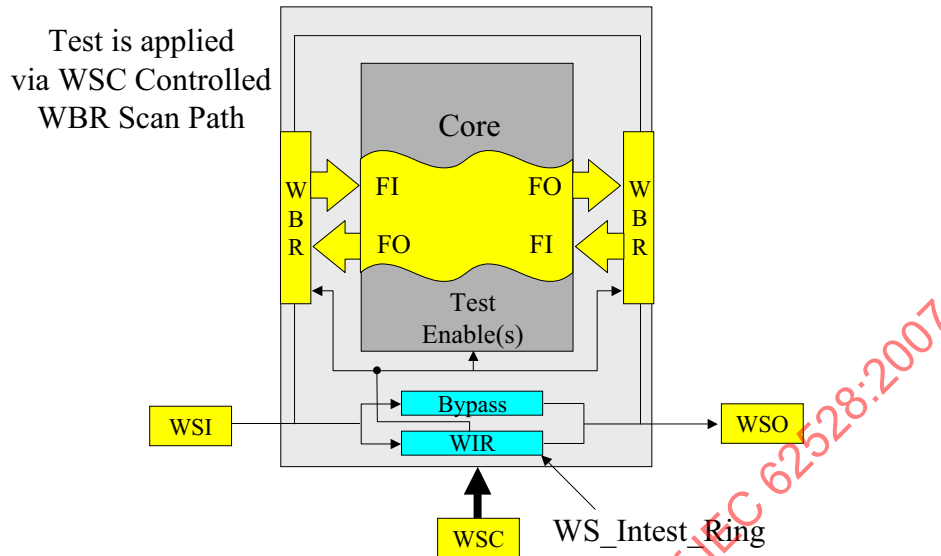 Test is applied
via WSC Controlled
WBR Scan Path
Core
W
B
R
FI
FO
W
B
R
FO
FI
Test
Enable(s)
Bypass
WSI
WSO
WIR
WSC
WS_Intest_Ring
IEC 62528:2007